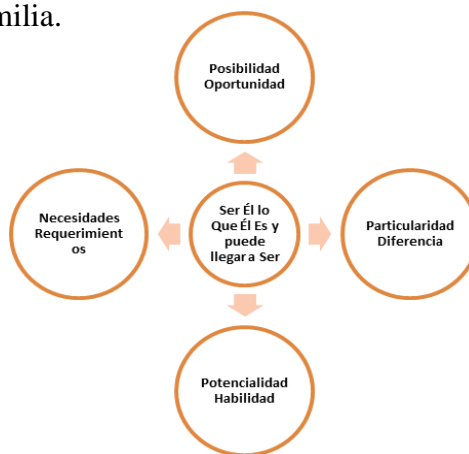 milia.
Posibilidad
Oportunidad
Necesidades
Requerimient
os
Ser Él lo
Que Él Es y
puede
llegar a Ser
Particularidad
Diferencia
Potencialidad
Habilidad